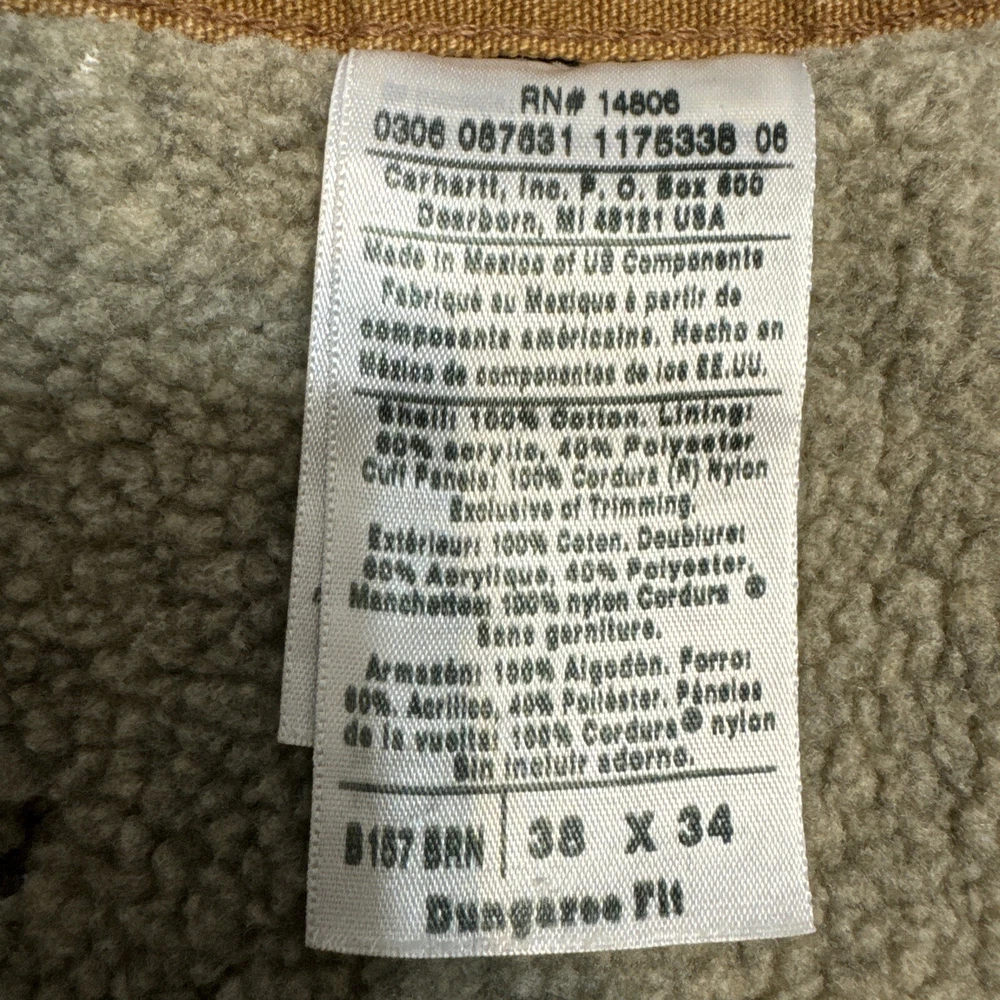 RN# 14806
0306 087631 1175338 06
Carhartt, Inc. P. O. Box 600
Dearborn, MI 48121 USA
Made in Mexico of US Components
Fabriqué au Mexique à partir de
composants américains. Hecho en
México de componentes de los EE.UU.
Shell: 100% Cotton. Lining:
60% acrylic, 40% Polyester
Cuff Panels: 100% Cordura (R) Nylon
Exclusive of Trimming.
Extérieur: 100% Coton. Doublure:
60% Acrylique, 40% Polyester.
Manchettes: 100% nylon Cordura ®
Sans garniture.
Armazón: 100% Algodón. Forro:
60%. Acrílico, 40% Poliéster. Páneles
de la vuelta: 100% Cordura ® nylon
Sin incluir adorno.
B157 BRN 38 X 34
Dungaree Fit